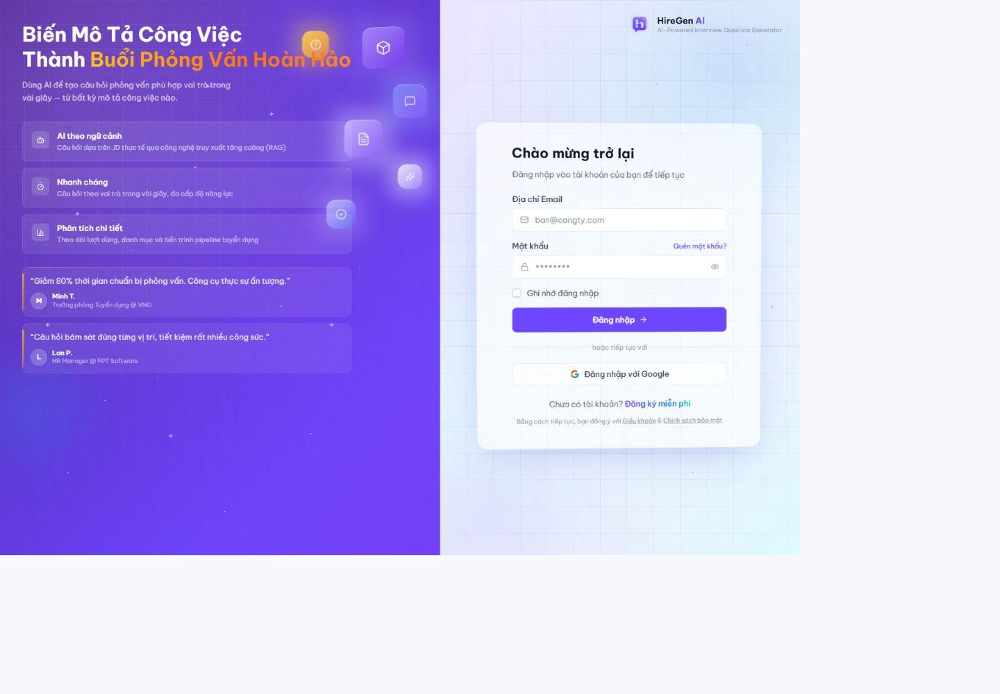 Biến Mô Tả Công Việc
Thành Buổi Phỏng Vấn Hoàn Hảo
Dùng AI để tạo câu hỏi phỏng vấn phù hợp vai trò trong
vài giây — từ bất kỳ mô tả công việc nào.
AI theo ngữ cảnh
Câu hỏi dựa trên JD thực tế qua công nghệ truy xuất tăng cường (RAG)
Nhanh chóng
Câu hỏi theo vai trò trong vài giây, đa cấp độ năng lực
Phân tích chi tiết
Theo dõi lượt dùng, danh mục và tiến trình pipeline tuyển dụng
“Giảm 80% thời gian chuẩn bị phỏng vấn. Công cụ thực sự ấn tượng.”
M
Minh T.
Trưởng phòng Tuyển dụng @ VNG
“Câu hỏi bám sát đúng từng vị trí, tiết kiệm rất nhiều công sức.”
L
Lan P.
HR Manager @ FPT Software
HireGen AI
AI-Powered Interview Question Generator
Chào mừng trở lại
Đăng nhập vào tài khoản của bạn để tiếp tục
Địa chỉ Email
ban@congty.com
Mật khẩu
Quên mật khẩu?
••••••••
Ghi nhớ đăng nhập
Đăng nhập →
hoặc tiếp tục với
Đăng nhập với Google
Chưa có tài khoản? Đăng ký miễn phí
Bằng cách tiếp tục, bạn đồng ý với Điều khoản & Chính sách bảo mật